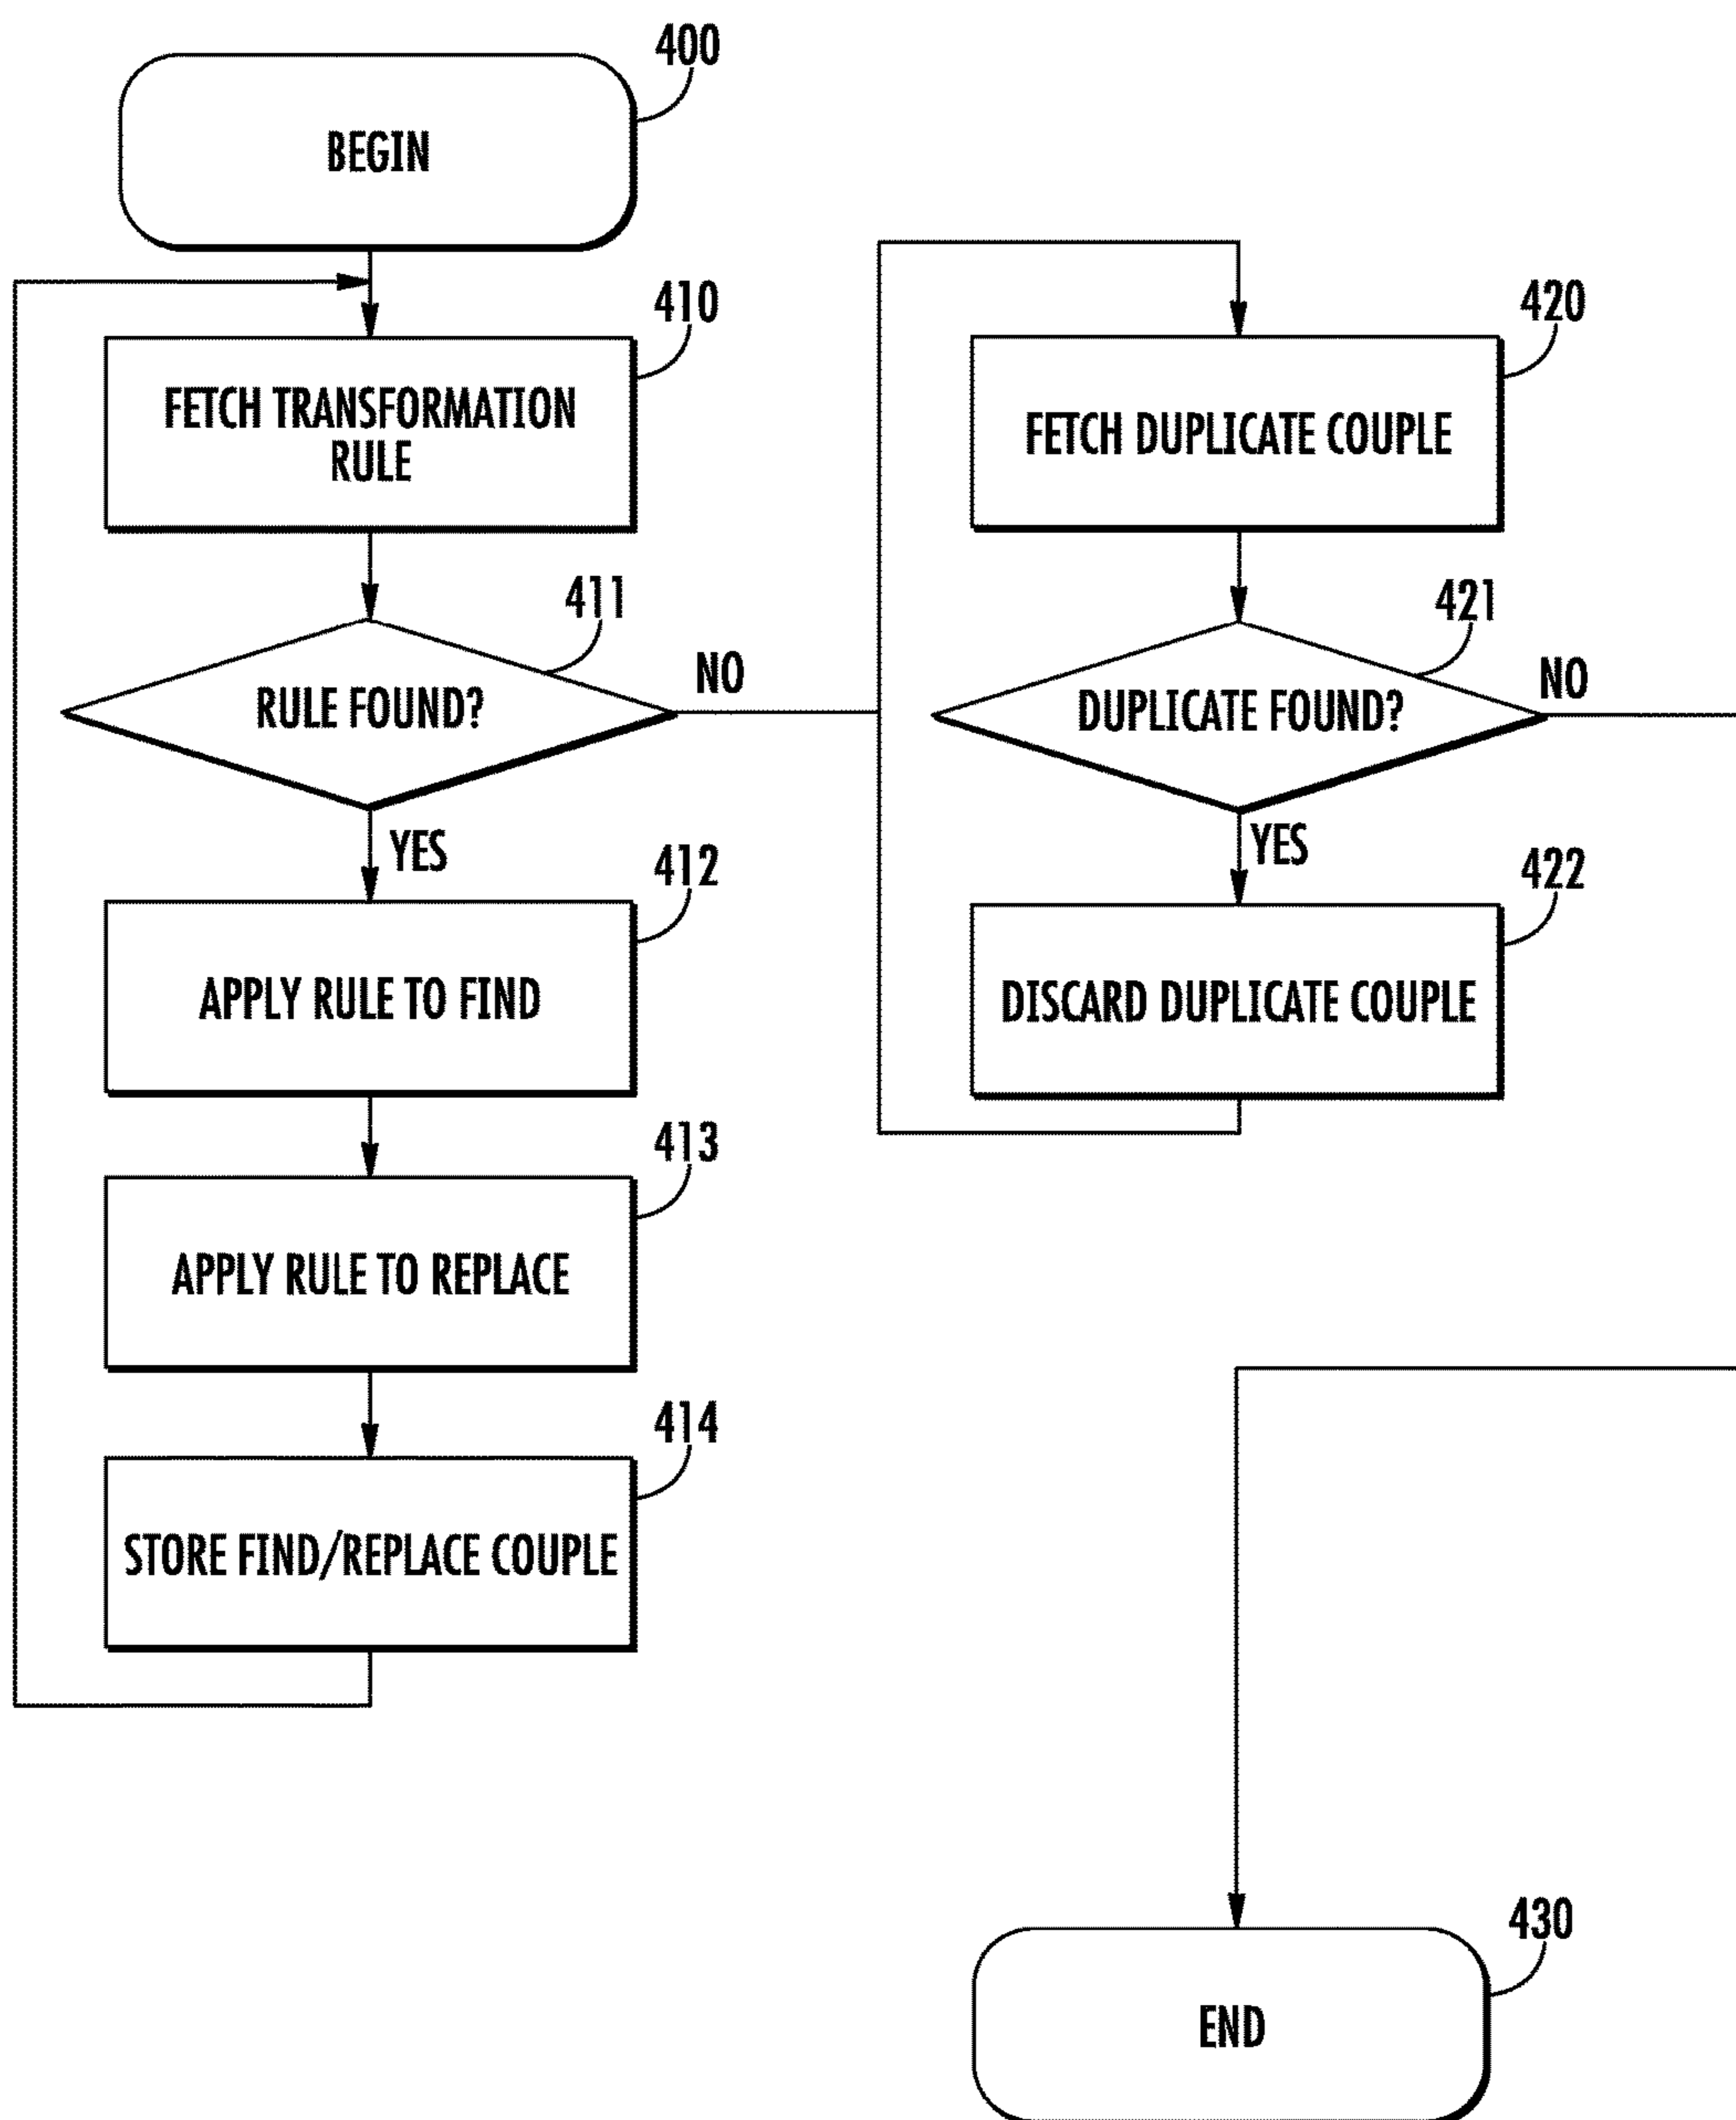 400
BEGIN
410
FETCH TRANSFORMATION
RULE
411
RULE FOUND?
NO
YES
412
APPLY RULE TO FIND
413
APPLY RULE TO REPLACE
414
STORE FIND/REPLACE COUPLE
420
FETCH DUPLICATE COUPLE
421
DUPLICATE FOUND?
NO
YES
422
DISCARD DUPLICATE COUPLE
430
END